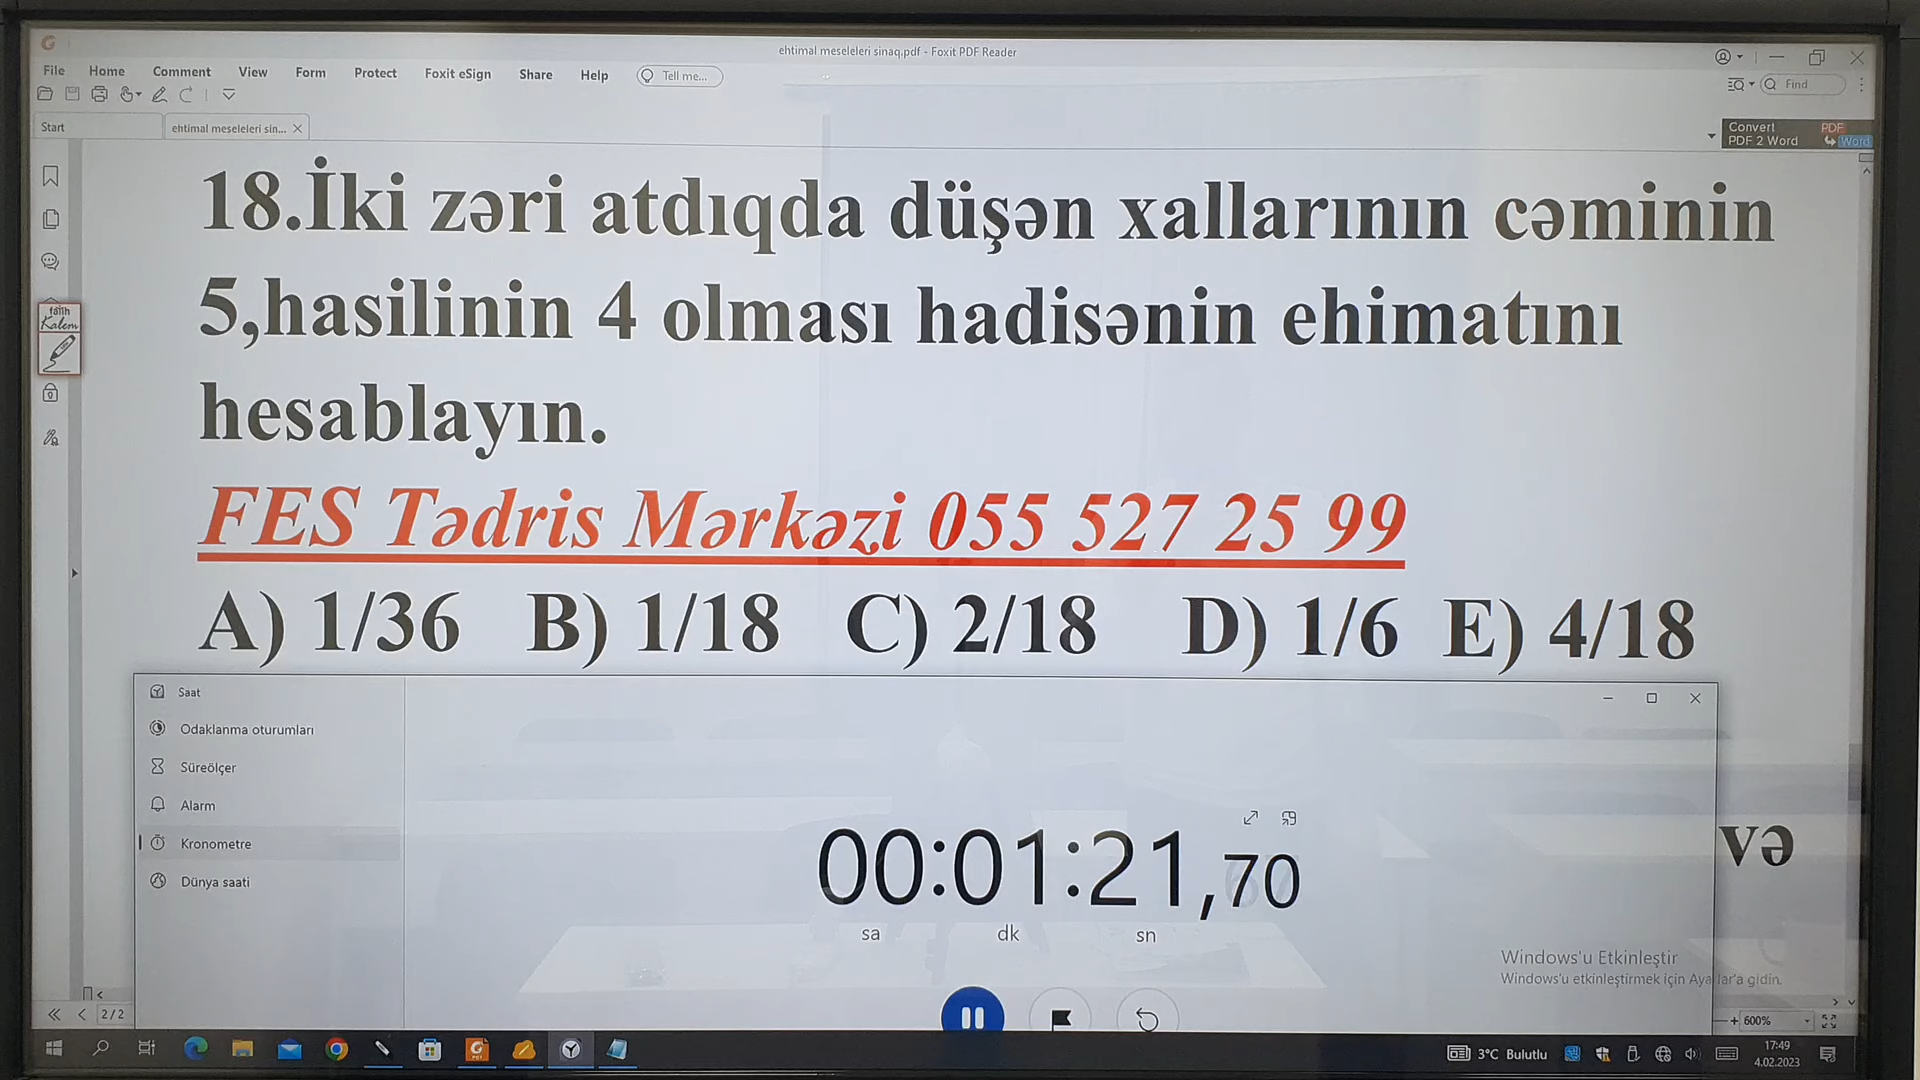 ehtimal meseleleri sinaq.pdf - Foxit PDF Reader
File Home Comment View Form Protect Foxit eSign Share Help Tell me...
Find
Start ehtimal meseleleri sin...
Convert PDF
PDF 2 Word Word
18.İki zəri atdıqda düşən xallarının cəminin
5,hasilinin 4 olması hadisənin ehimatını
hesablayın.
fatih
Kalem
FES Tədris Mərkəzi 055 527 25 99
A) 1/36 B) 1/18 C) 2/18 D) 1/6 E) 4/18
Saat
Odaklanma oturumları
Süreölçer
Alarm
Kronometre
Dünya saati
00:01:21,70
sa dk sn
və
Windows'u Etkinleştir
Windows'u etkinleştirmek için Ayarlar'a gidin.
2/2
600%
3°C Bulutlu
17:49
4.02.2023